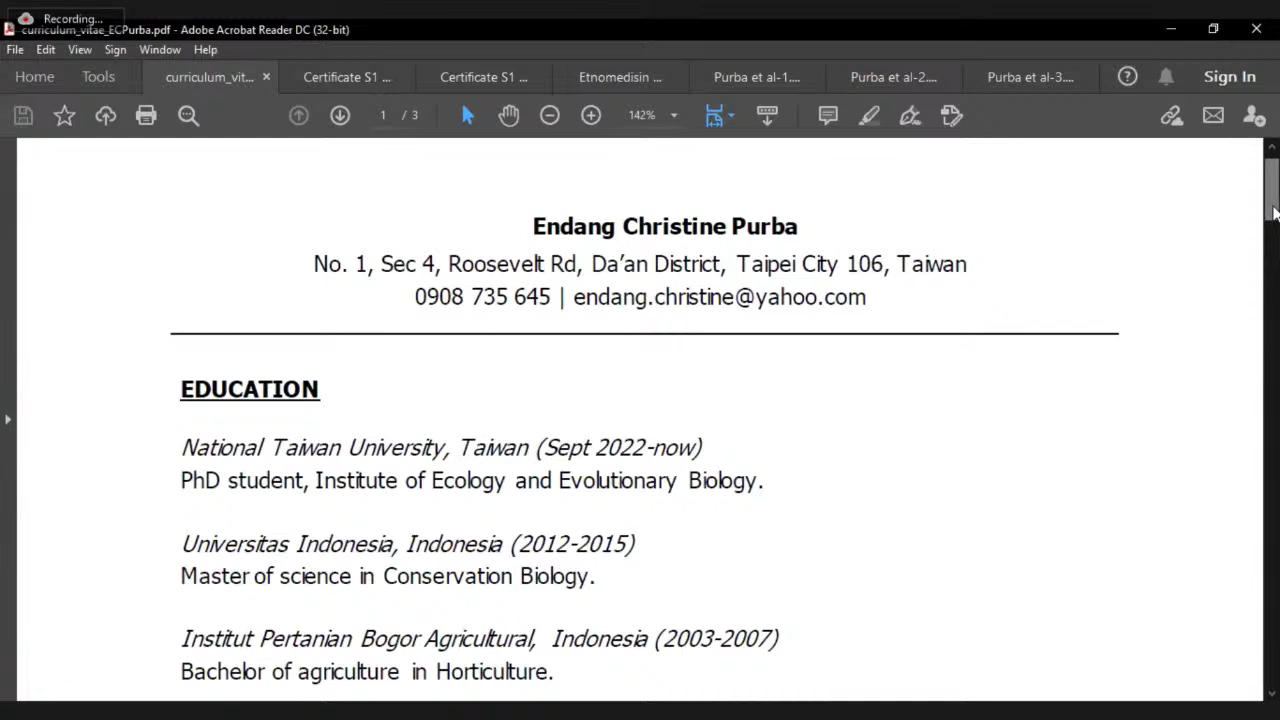 Recording...
curriculum_vitae_ECPurba.pdf - Adobe Acrobat Reader DC (32-bit)
File Edit View Sign Window Help
Home Tools curriculum_vit... × Certificate S1 ... Certificate S1 ... Etnomedisin ... Purba et al-1.... Purba et al-2.... Purba et al-3.... Sign In
1 / 3 142%
Endang Christine Purba
No. 1, Sec 4, Roosevelt Rd, Da’an District, Taipei City 106, Taiwan
0908 735 645 | endang.christine@yahoo.com
EDUCATION
National Taiwan University, Taiwan (Sept 2022-now)
PhD student, Institute of Ecology and Evolutionary Biology.
Universitas Indonesia, Indonesia (2012-2015)
Master of science in Conservation Biology.
Institut Pertanian Bogor Agricultural, Indonesia (2003-2007)
Bachelor of agriculture in Horticulture.